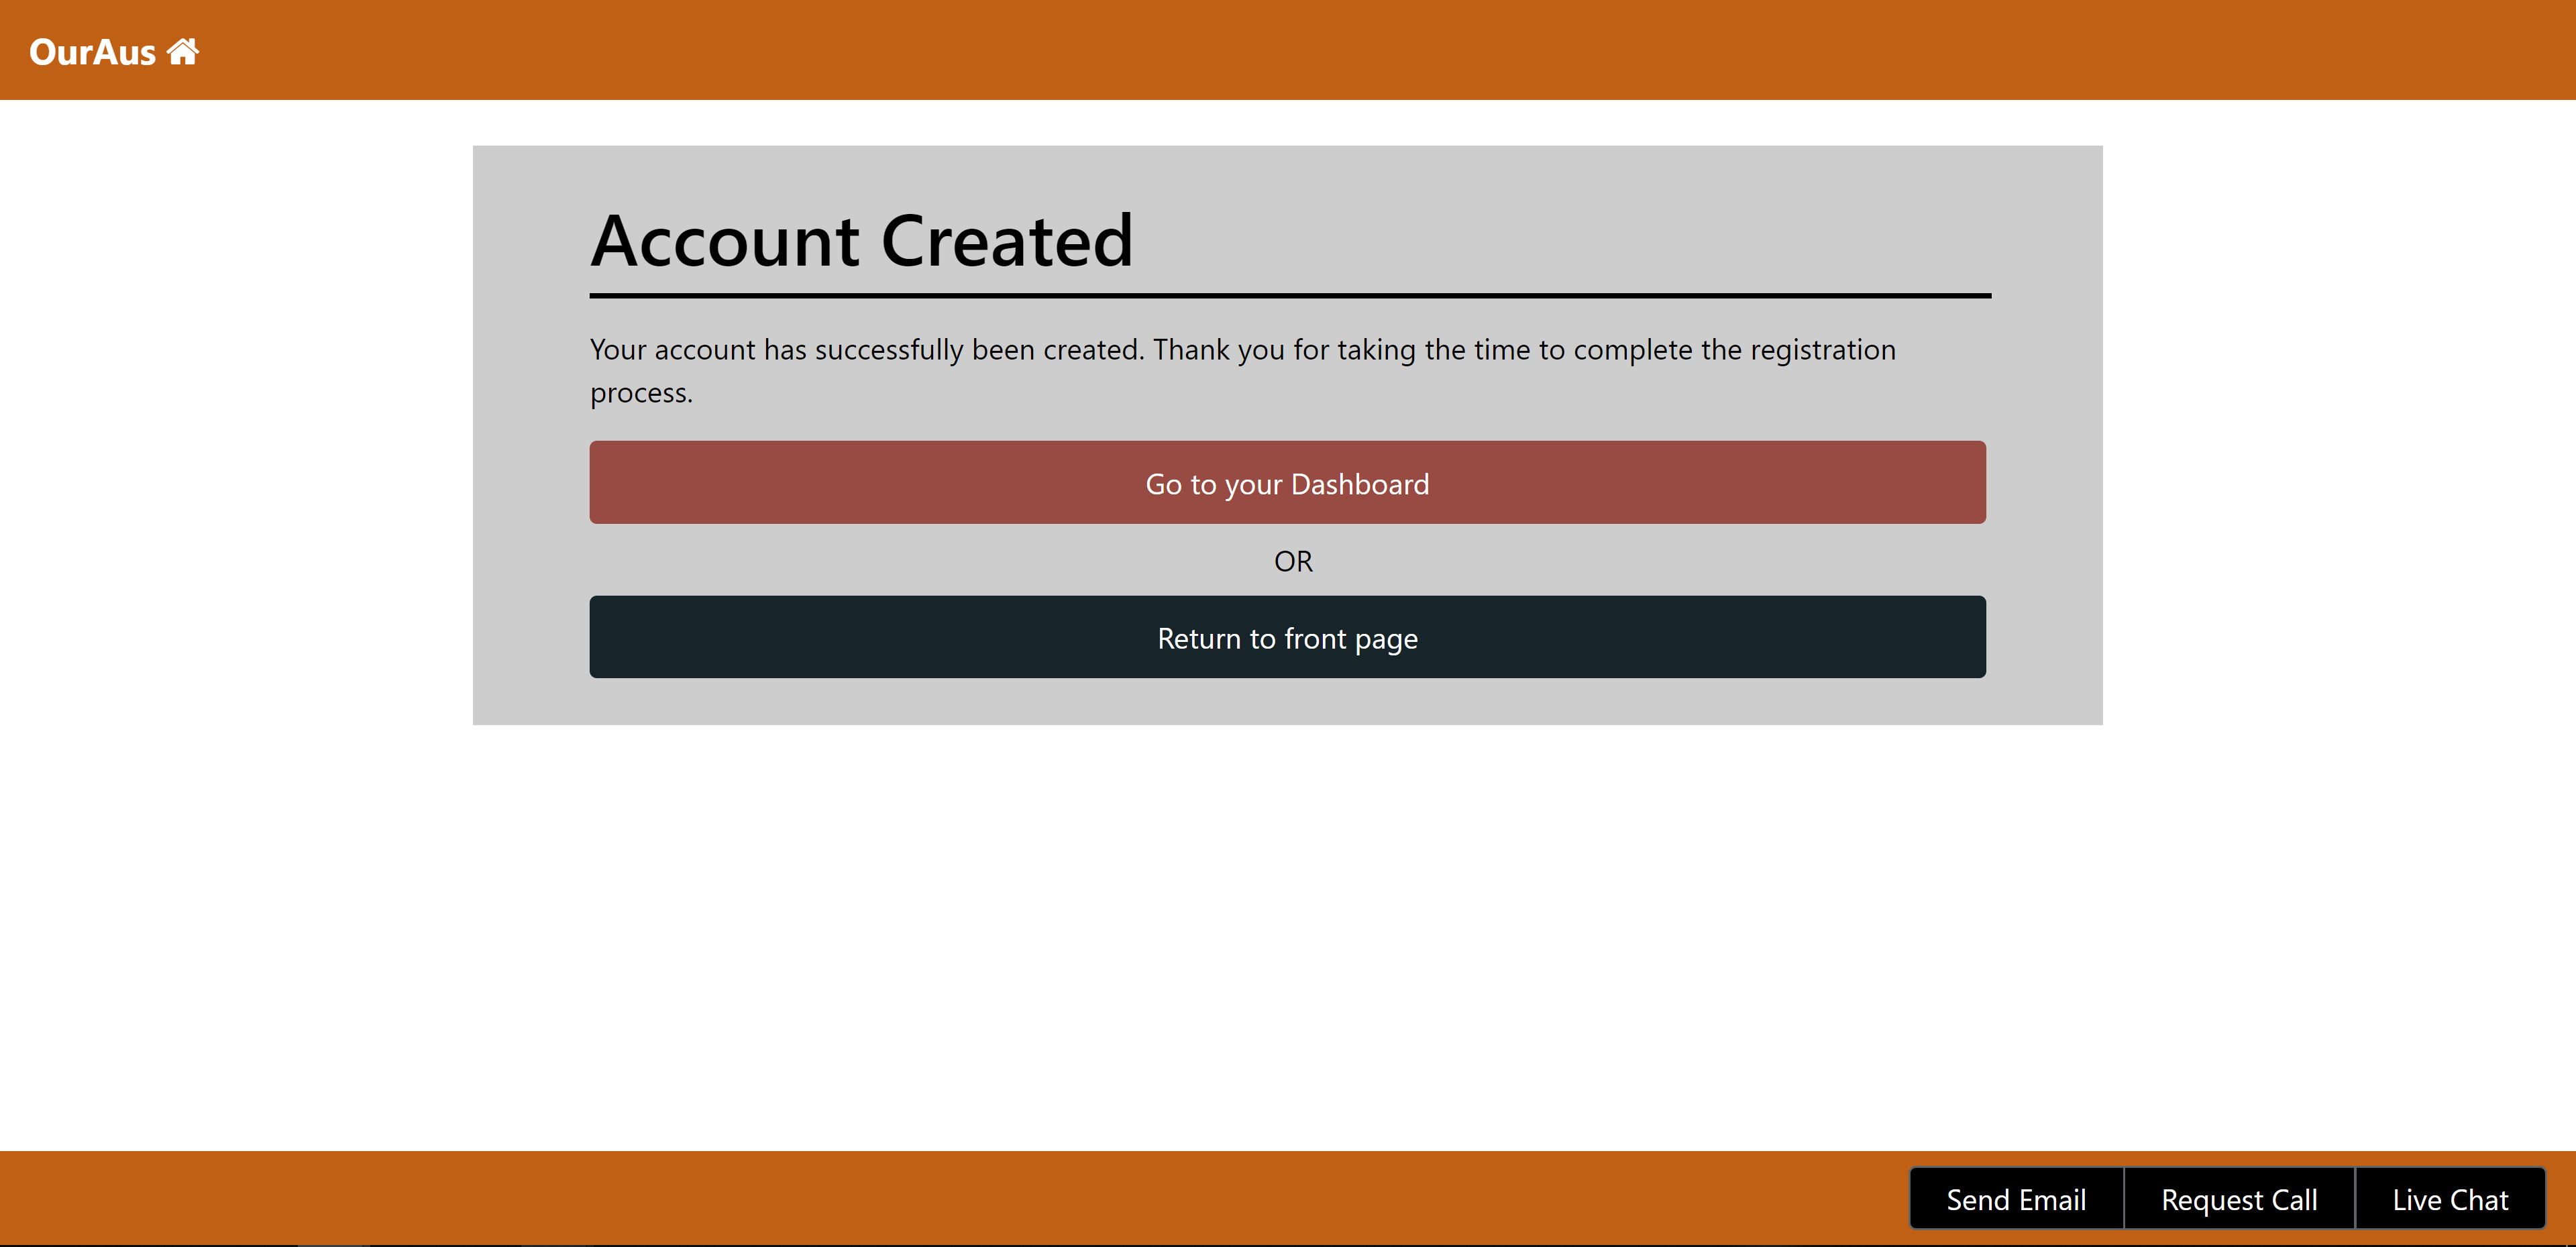 OurAus
Account Created
Your account has successfully been created. Thank you for taking the time to complete the registration
process.
Go to your Dashboard
OR
Return to front page
Send Email
Request Call
Live Chat